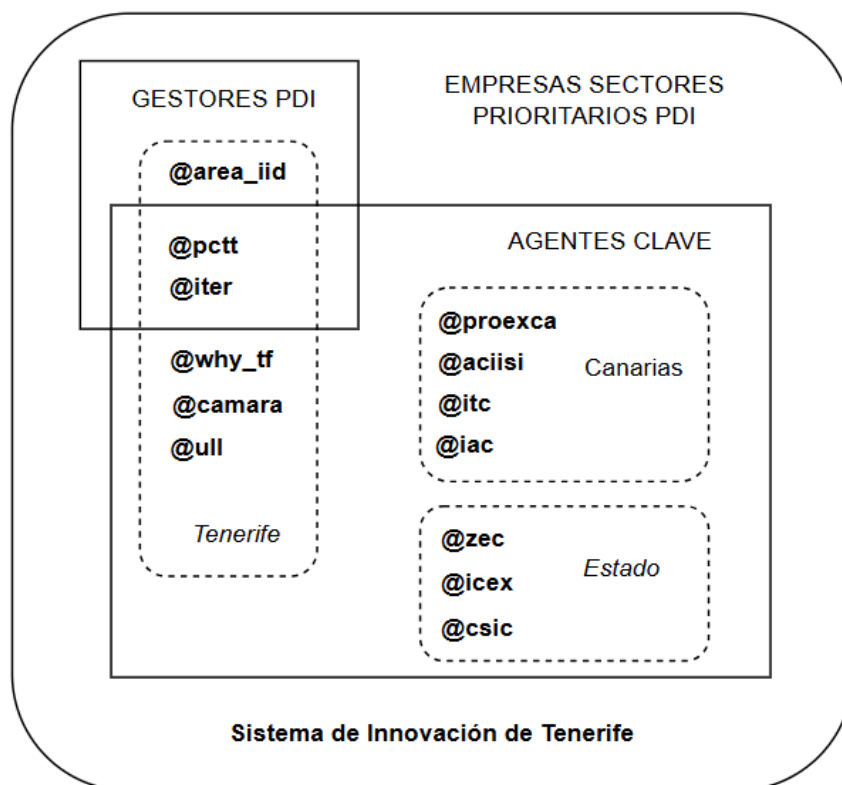 GESTORES PDI
EMPRESAS SECTORES
PRIORITARIOS PDI
@area_iid
@pctt
@iter
@why_tf
@camara
@ull
Tenerife
AGENTES CLAVE
@proexca
@aciisi
Canarias
@itc
@iac
@zec
Estado
@icex
@csic
Sistema de Innovación de Tenerife